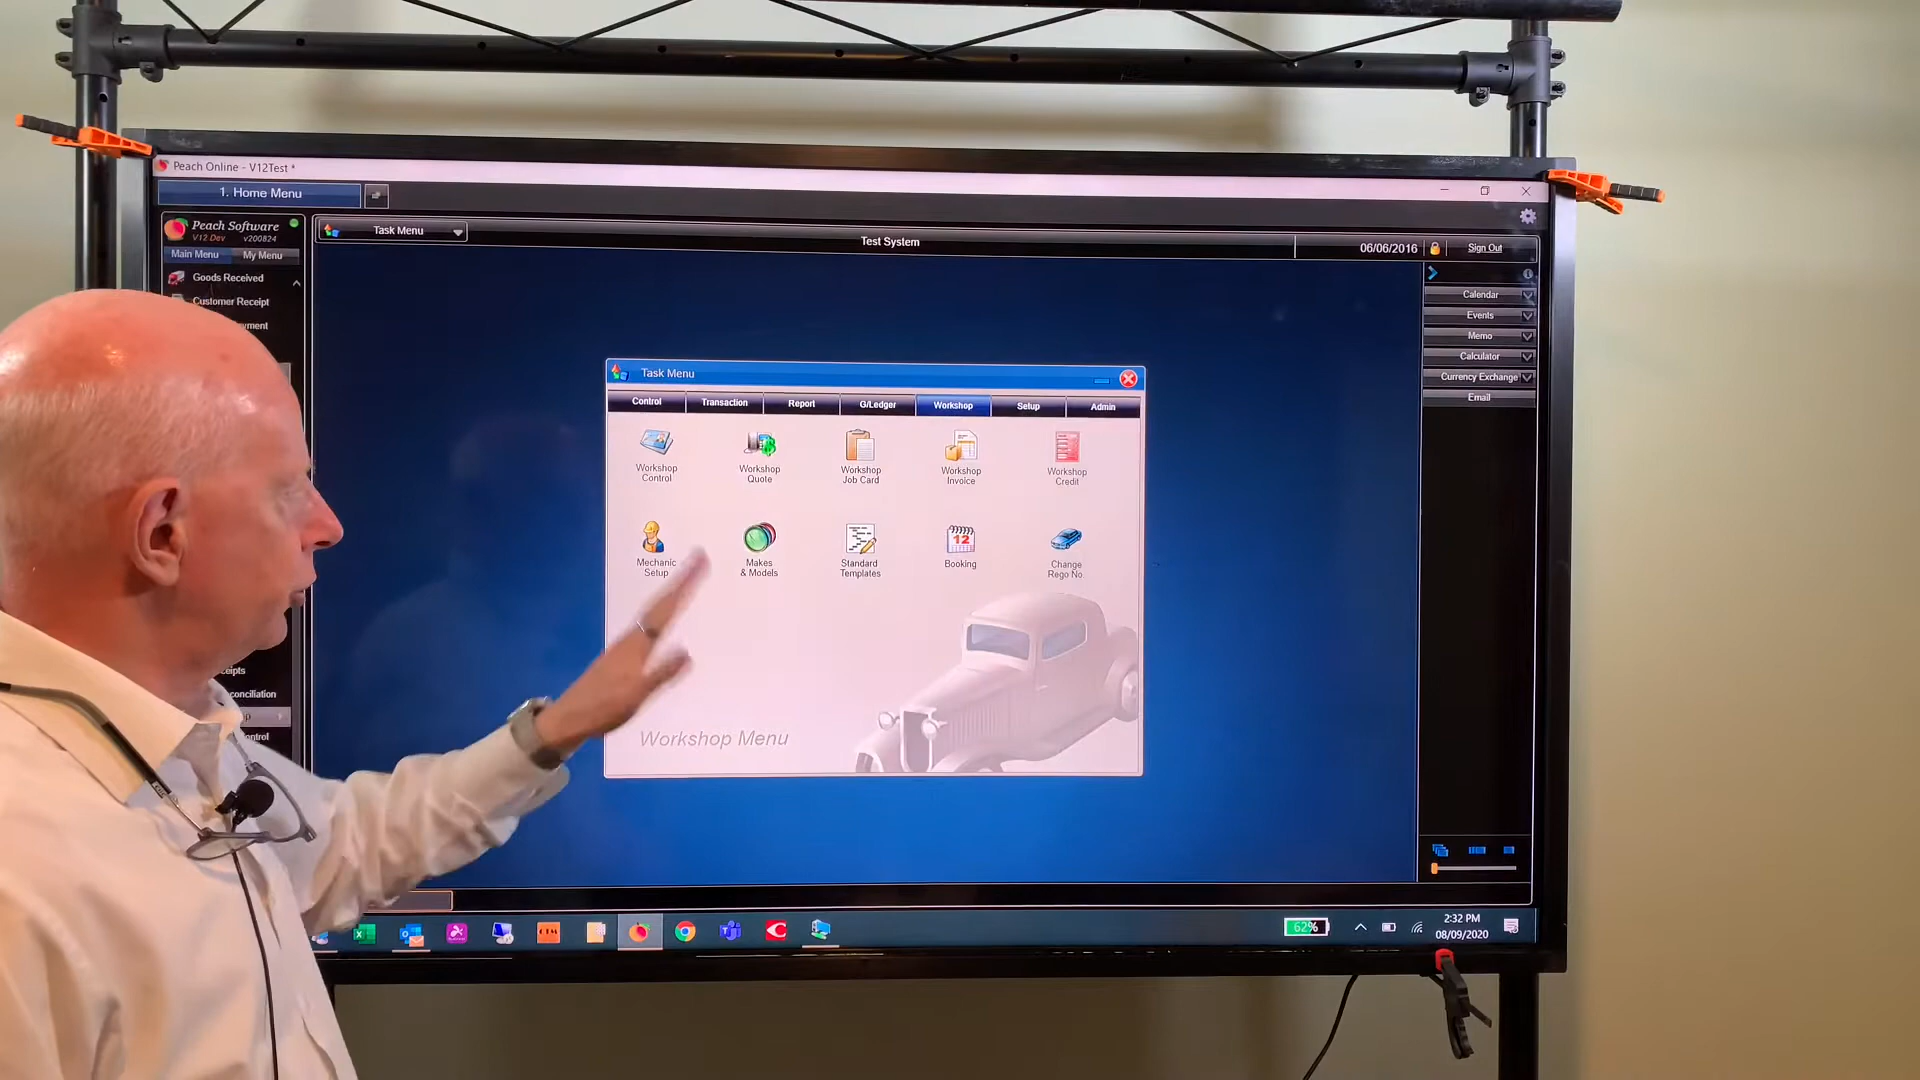 Peach Online - V12Test *
1. Home Menu
Peach Software
V12 Dev v200824
Main Menu My Menu
Task Menu
Test System
06/06/2016
Sign Out
Goods Received
Customer Receipt
Calendar
Events
Memo
Calculator
Currency Exchange
Email
Task Menu
Control Transaction Report G/Ledger Workshop Setup Admin
Workshop Control
Workshop Quote
Workshop Job Card
Workshop Invoice
Workshop Credit
Mechanic Setup
Makes & Models
Standard Templates
12
Booking
Change Rego No.
Workshop Menu
62%
2:32 PM
08/09/2020